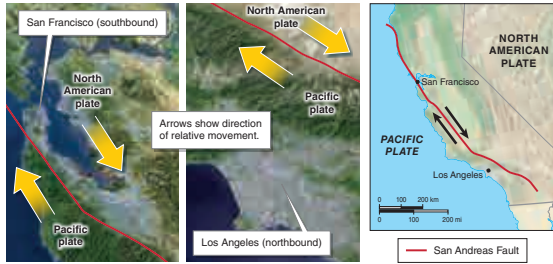 San Francisco (southbound)
North
American
plate
Pacific
plate
North American
plate
Pacific
plate
Arrows show direction
of relative movement.
Los Angeles (northbound)
NORTH
AMERICAN
PLATE
San Francisco
PACIFIC
PLATE
Los Angeles
0 100 200 km
0 100 200 mi
San Andreas Fault